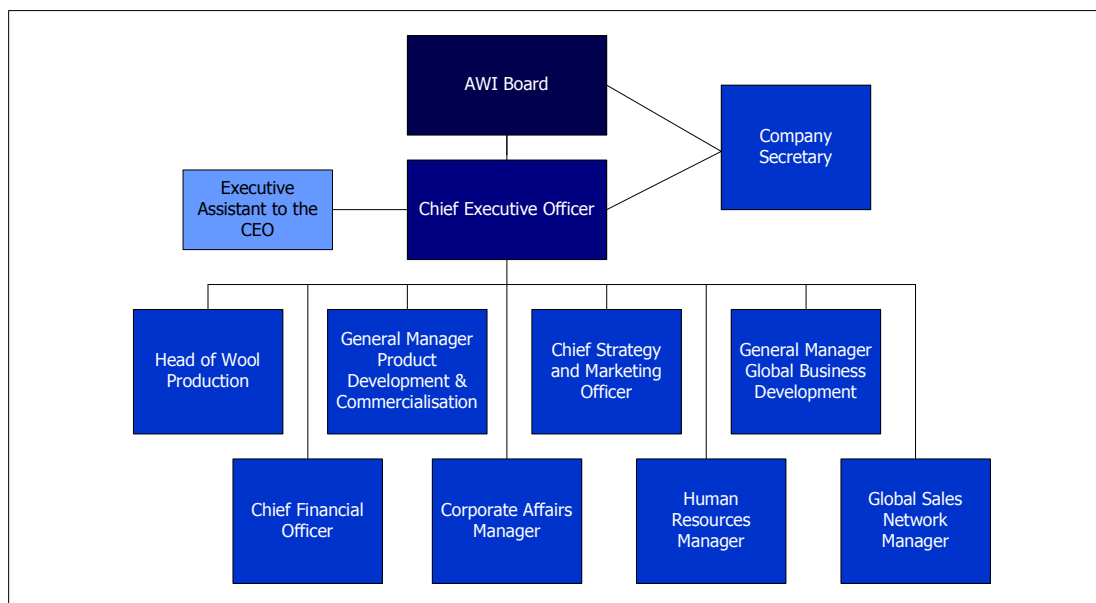 AWI Board
Company
Secretary
Executive
Assistant to the
CEO
Chief Executive Officer
Head of Wool
Production
General Manager
Product
Development &
Commercialisation
Chief Strategy
and Marketing
Officer
General Manager
Global Business
Development
Chief Financial
Officer
Corporate Affairs
Manager
Human
Resources
Manager
Global Sales
Network
Manager